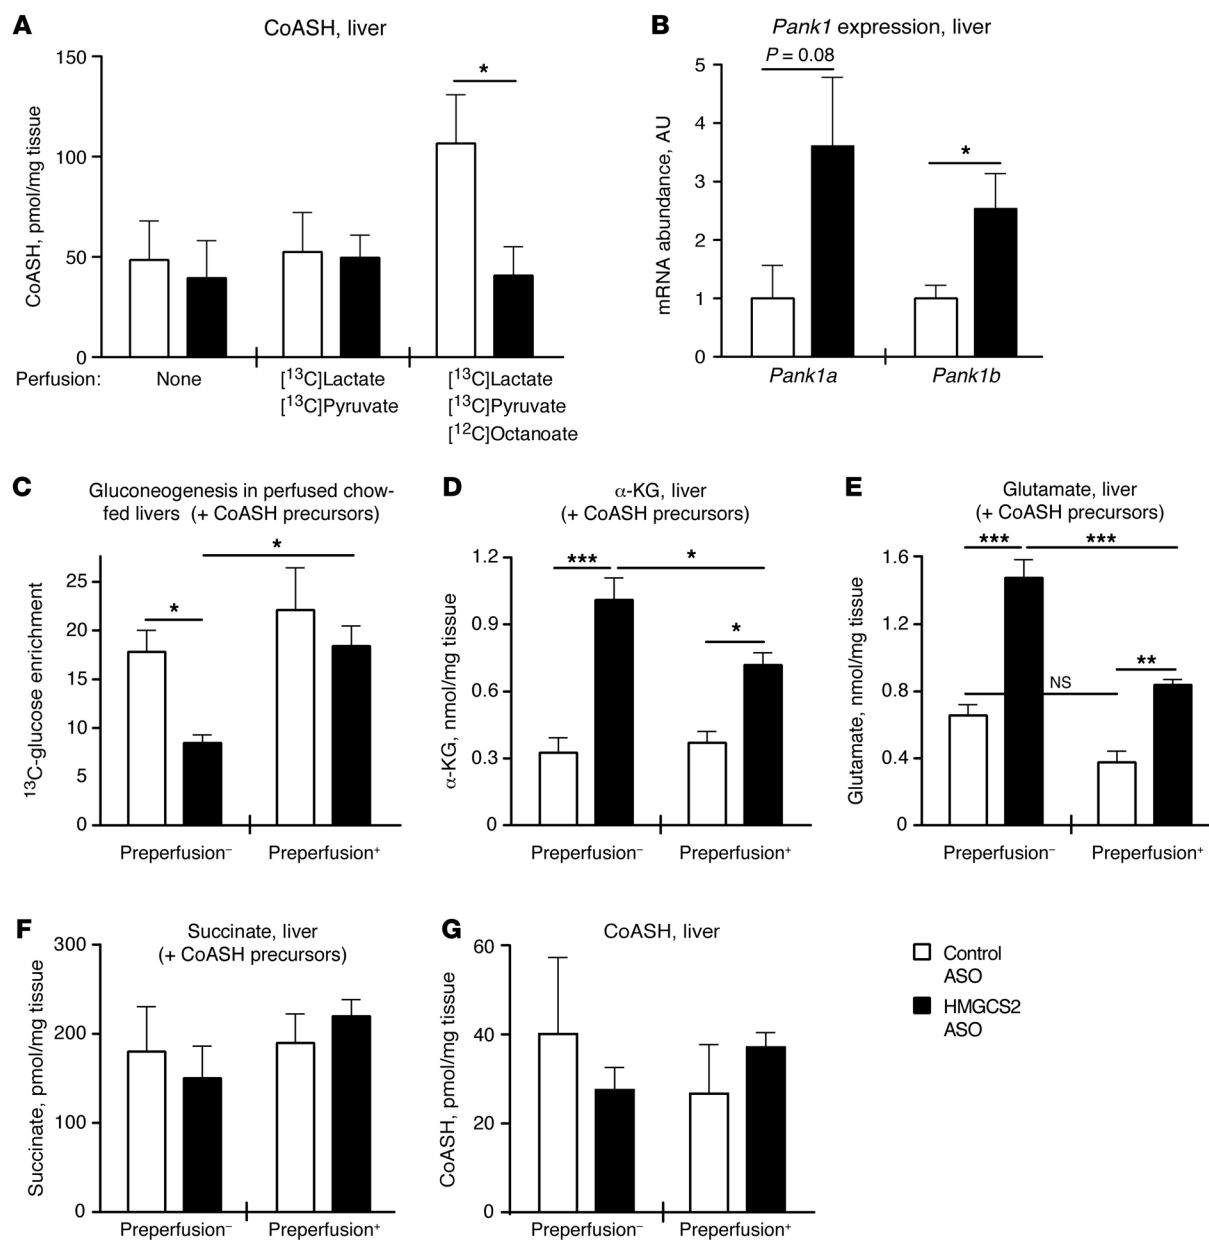 A
CoASH, liver
CoASH, pmol/mg tissue
150
100
50
0
*
Perfusion:
None
[¹³C]Lactate
[¹³C]Pyruvate
[¹³C]Lactate
[¹³C]Pyruvate
[¹²C]Octanoate
B
Pank1 expression, liver
mRNA abundance, AU
5
4
3
2
1
0
P = 0.08
*
Pank1a
Pank1b
C
Gluconeogenesis in perfused chow-
fed livers (+ CoASH precursors)
¹³C-glucose enrichment
25
20
15
10
5
0
*
*
Preperfusion⁻
Preperfusion⁺
D
α-KG, liver
(+ CoASH precursors)
α-KG, nmol/mg tissue
1.2
0.9
0.6
0.3
0
***
*
*
Preperfusion⁻
Preperfusion⁺
E
Glutamate, liver
(+ CoASH precursors)
Glutamate, nmol/mg tissue
1.6
1.2
0.8
0.4
0
***
***
NS
**
Preperfusion⁻
Preperfusion⁺
F
Succinate, liver
(+ CoASH precursors)
Succinate, pmol/mg tissue
300
200
100
0
Preperfusion⁻
Preperfusion⁺
G
CoASH, liver
CoASH, pmol/mg tissue
60
40
20
0
Preperfusion⁻
Preperfusion⁺
Control
ASO
HMGCS2
ASO